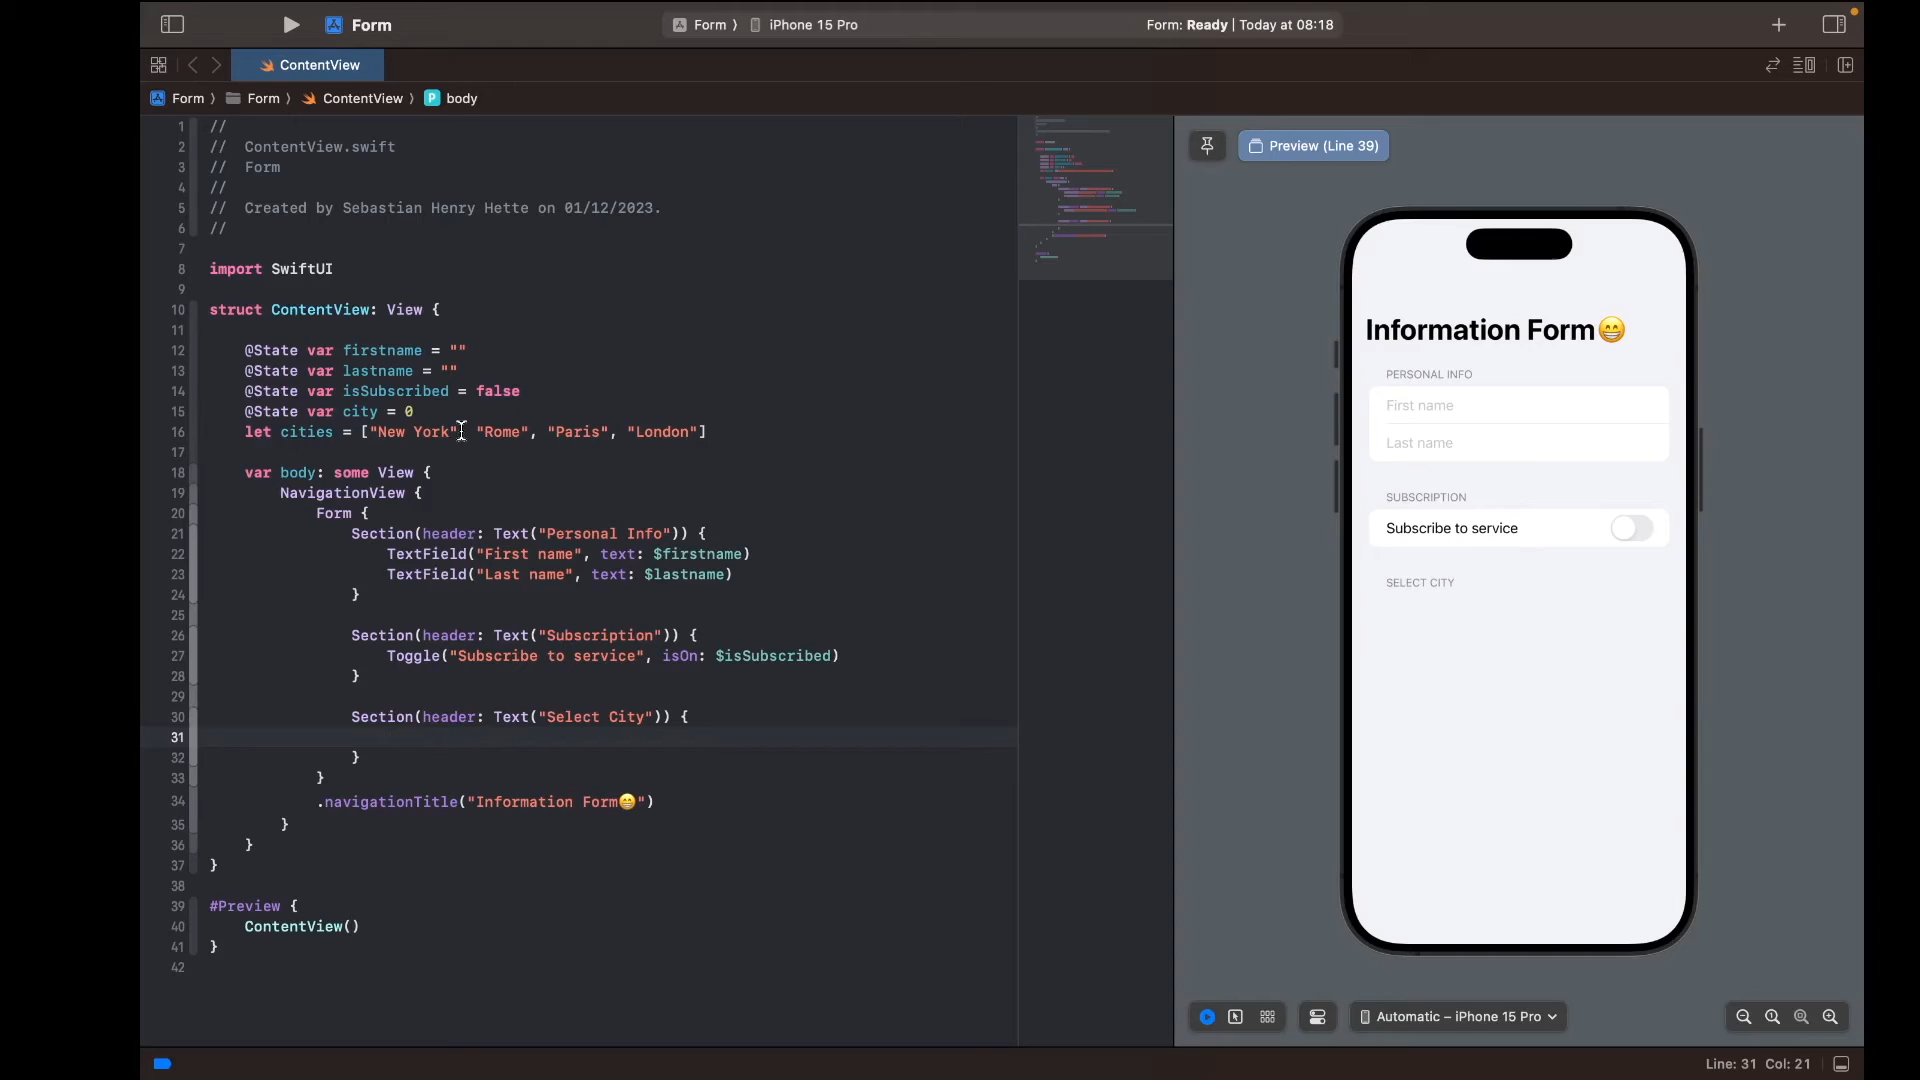 Form
Form ⟩ iPhone 15 Pro
Form: Ready | Today at 08:18
ContentView
Form ⟩ Form ⟩ ContentView ⟩ P body
1 //
2 //  ContentView.swift
3 //  Form
4 //
5 //  Created by Sebastian Henry Hette on 01/12/2023.
6 //
7
8 import SwiftUI
9
10 struct ContentView: View {
11
12     @State var firstname = ""
13     @State var lastname = ""
14     @State var isSubscribed = false
15     @State var city = 0
16     let cities = ["New York", "Rome", "Paris", "London"]
17
18     var body: some View {
19         NavigationView {
20             Form {
21                 Section(header: Text("Personal Info")) {
22                     TextField("First name", text: $firstname)
23                     TextField("Last name", text: $lastname)
24                 }
25
26                 Section(header: Text("Subscription")) {
27                     Toggle("Subscribe to service", isOn: $isSubscribed)
28                 }
29
30                 Section(header: Text("Select City")) {
31
32                 }
33             }
34             .navigationTitle("Information Form😁")
35         }
36     }
37 }
38
39 #Preview {
40     ContentView()
41 }
42
Preview (Line 39)
Information Form😁
PERSONAL INFO
First name
Last name
SUBSCRIPTION
Subscribe to service
SELECT CITY
Automatic – iPhone 15 Pro
Line: 31 Col: 21